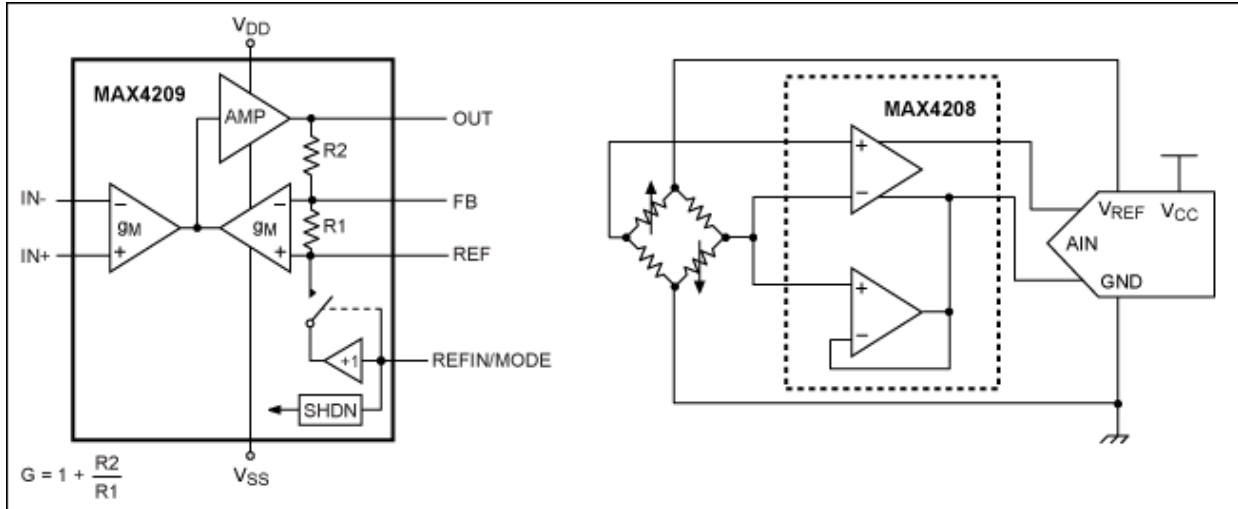 VDD
MAX4209
AMP
OUT
R2
IN-
−
gM
+
IN+
−
gM
+
FB
R1
REF
+1
REFIN/MODE
SHDN
VSS
G = 1 + R2
R1
MAX4208
+
−
+
−
VREF
VCC
AIN
GND